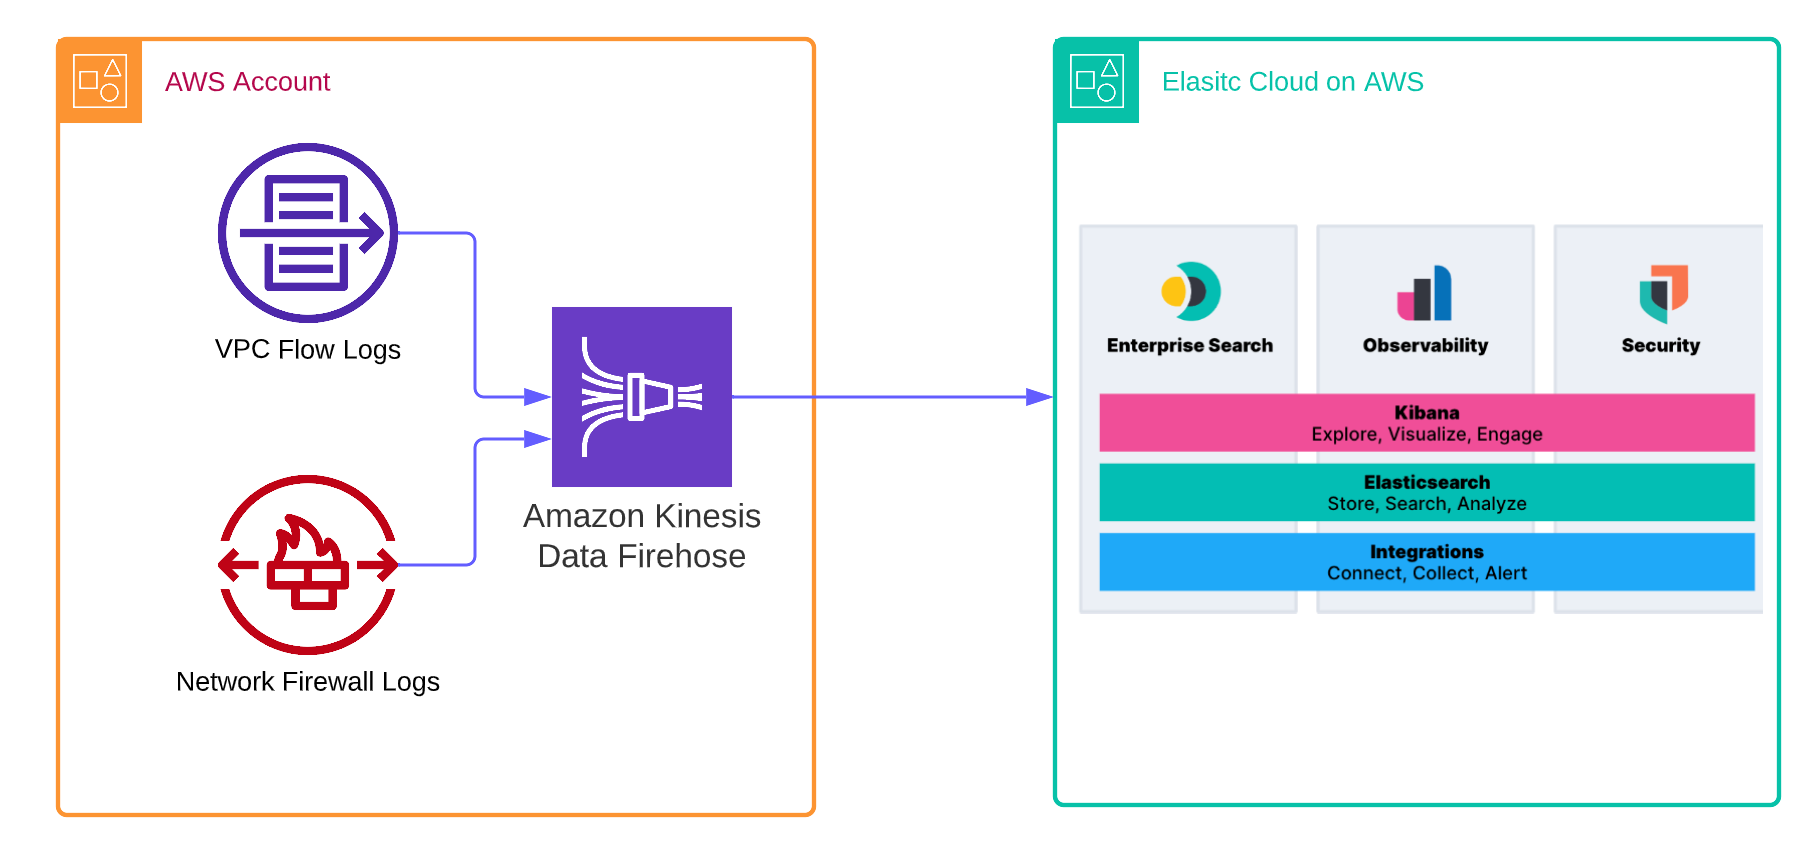 AWS Account
VPC Flow Logs
Network Firewall Logs
Amazon Kinesis
Data Firehose
Elasitc Cloud on AWS
Enterprise Search
Observability
Security
Kibana
Explore, Visualize, Engage
Elasticsearch
Store, Search, Analyze
Integrations
Connect, Collect, Alert